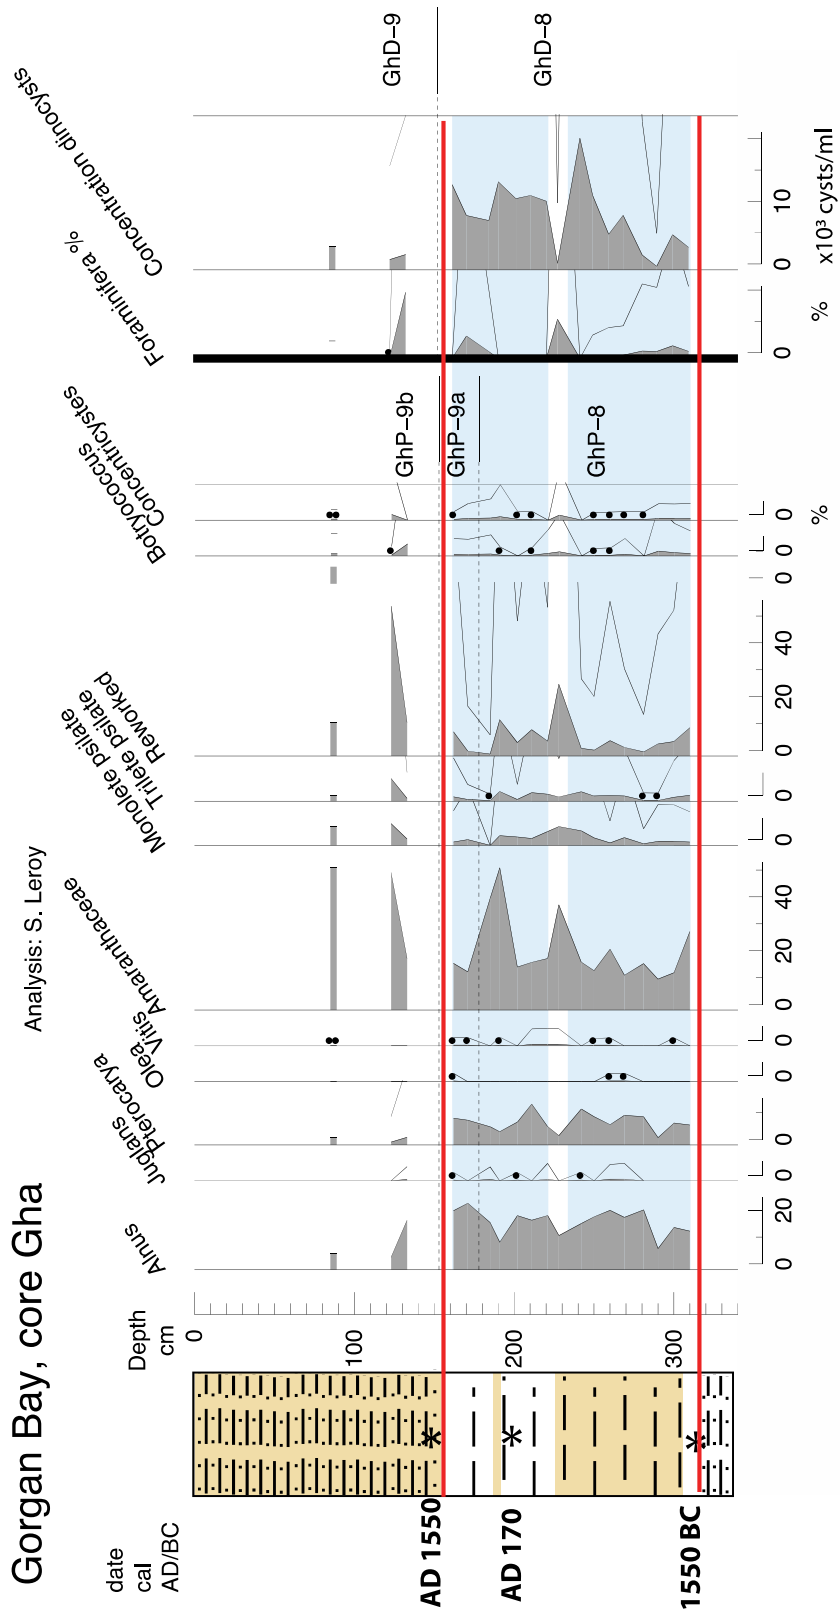 Gorgan Bay, core Gha
Analysis: S. Leroy
date
cal
AD/BC
Depth
cm
Alnus
Juglans
Pterocarya
Olea
Vitis
Amaranthaceae
Monolete psilate
Trilete psilate
Reworked
Botryococcus
Concentricystes
Foraminifera %
Concentration dinocysts
0
100
200
300
AD 1550
*
AD 170
*
1550 BC
*
GhP–9b
GhP–9a
GhP–8
GhD–9
GhD–8
0 20
0
0
0
0
0 20 40
0
0
0 20 40
0
0
0
%
0
%
0 10
x10³ cysts/ml